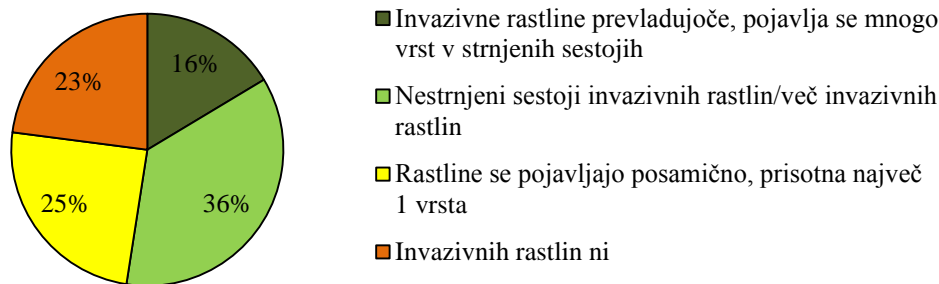 16%
36%
25%
23%
Invazivne rastline prevladujoče, pojavlja se mnogo
vrst v strnjenih sestojih
Nestrnjeni sestoji invazivnih rastlin/več invazivnih
rastlin
Rastline se pojavljajo posamično, prisotna največ
1 vrsta
Invazivnih rastlin ni